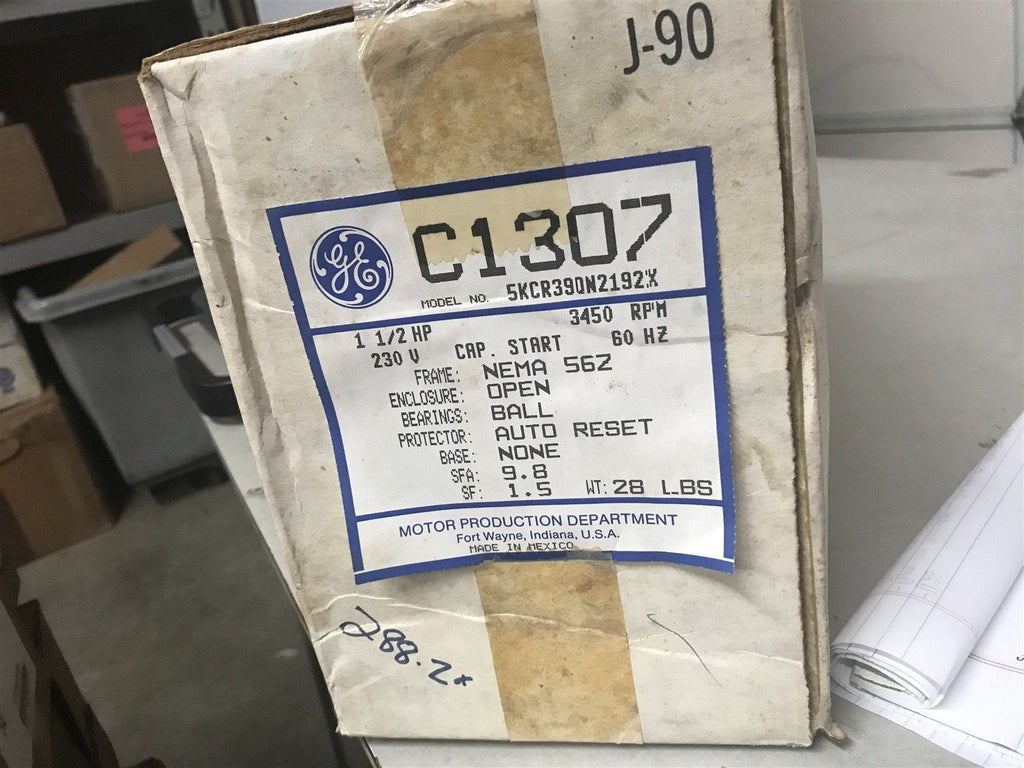 J-90
GE
C1307
MODEL NO. 5KCR39QN2192X
1 1/2 HP 3450 RPM
230 V CAP. START 60 HZ
FRAME: NEMA 56Z
ENCLOSURE: OPEN
BEARINGS: BALL
PROTECTOR: AUTO RESET
BASE: NONE
SFA: 9.8
SF: 1.5 WT: 28 LBS
MOTOR PRODUCTION DEPARTMENT
Fort Wayne, Indiana, U.S.A.
MADE IN MEXICO